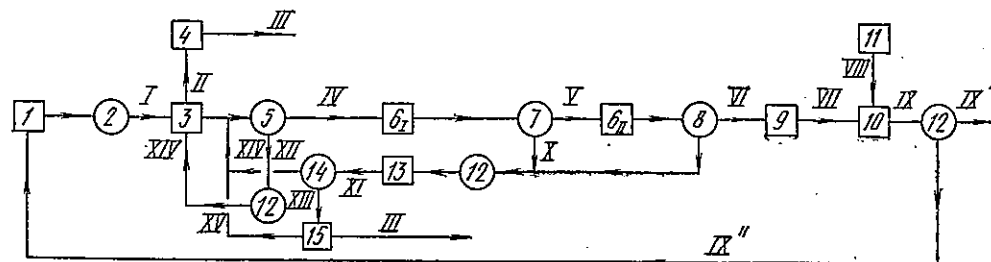 4 III 11
II VIII
1 2 I 3 5 IV 6I 7 V 6II 8 VI 9 VII 10 IX 12 IX'
XIV XIV XII 14 XI 13 12 X
12 XIII
XV 15 III
IX"